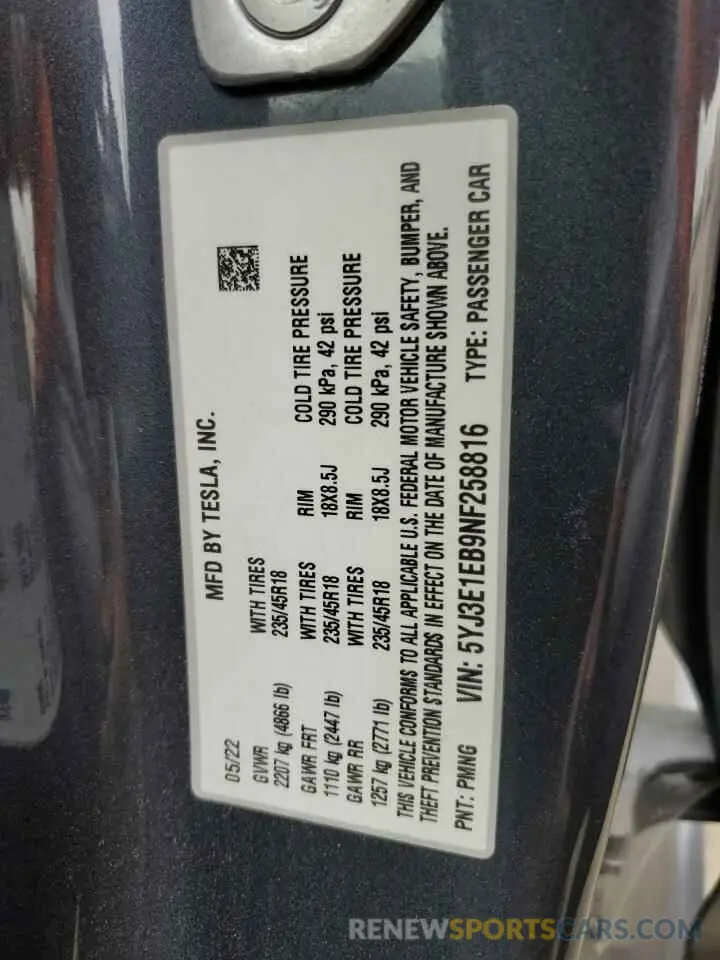 MFD BY TESLA, INC.
05/22
GVWR WITH TIRES
2207 kg (4866 lb) 235/45R18
GAWR FRT WITH TIRES RIM COLD TIRE PRESSURE
1110 kg (2447 lb) 235/45R18 18X8.5J 290 kPa, 42 psi
GAWR RR WITH TIRES RIM COLD TIRE PRESSURE
1257 kg (2771 lb) 235/45R18 18X8.5J 290 kPa, 42 psi
THIS VEHICLE CONFORMS TO ALL APPLICABLE U.S. FEDERAL MOTOR VEHICLE SAFETY, BUMPER, AND
THEFT PREVENTION STANDARDS IN EFFECT ON THE DATE OF MANUFACTURE SHOWN ABOVE.
PNT: PMNG VIN: 5YJ3E1EB9NF258816 TYPE: PASSENGER CAR
RENEWSPORTSCARS.COM